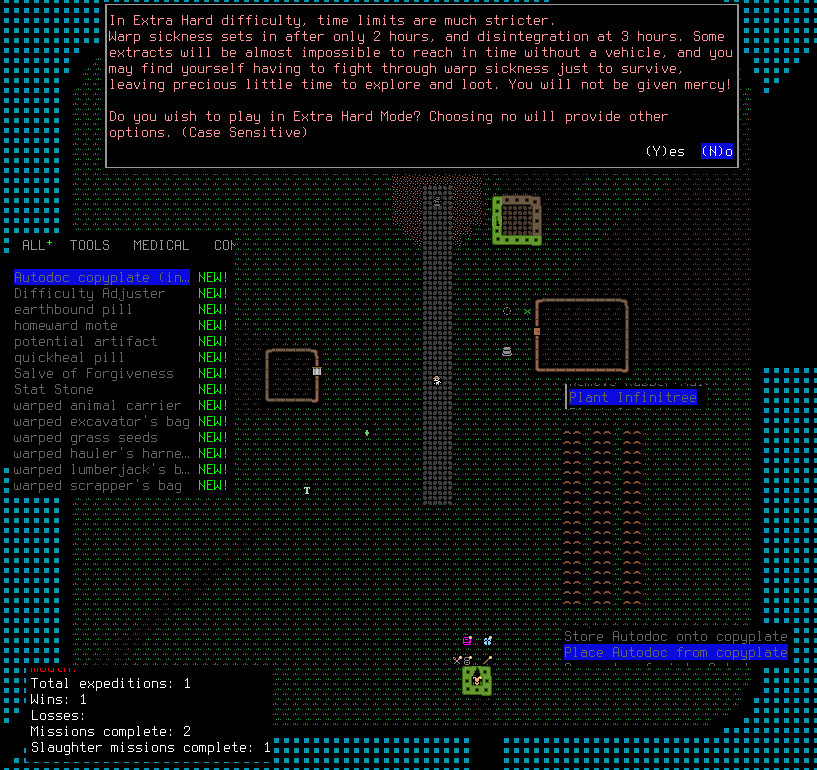 In Extra Hard difficulty, time limits are much stricter.
Warp sickness sets in after only 2 hours, and disintegration at 3 hours. Some
extracts will be almost impossible to reach in time without a vehicle, and you
may find yourself having to fight through warp sickness just to survive,
leaving precious little time to explore and loot. You will not be given mercy!
Do you wish to play in Extra Hard Mode? Choosing no will provide other
options. (Case Sensitive)
(Y)es (N)o
ALL+ TOOLS MEDICAL
Autodoc copyplate (in… NEW!
Difficulty Adjuster NEW!
earthbound pill NEW!
homeward mote NEW!
potential artifact NEW!
quickheal pill NEW!
Salve of Forgiveness NEW!
Stat Stone NEW!
warped animal carrier NEW!
warped excavator's bag NEW!
warped grass seeds NEW!
warped hauler's harne… NEW!
warped lumberjack's b… NEW!
warped scrapper's bag NEW!
Plant Infinitree
T
Store Autodoc onto copyplate
Place Autodoc from copyplate
Total expeditions: 1
Wins: 1
Losses:
Missions complete: 2
Slaughter missions complete: 1